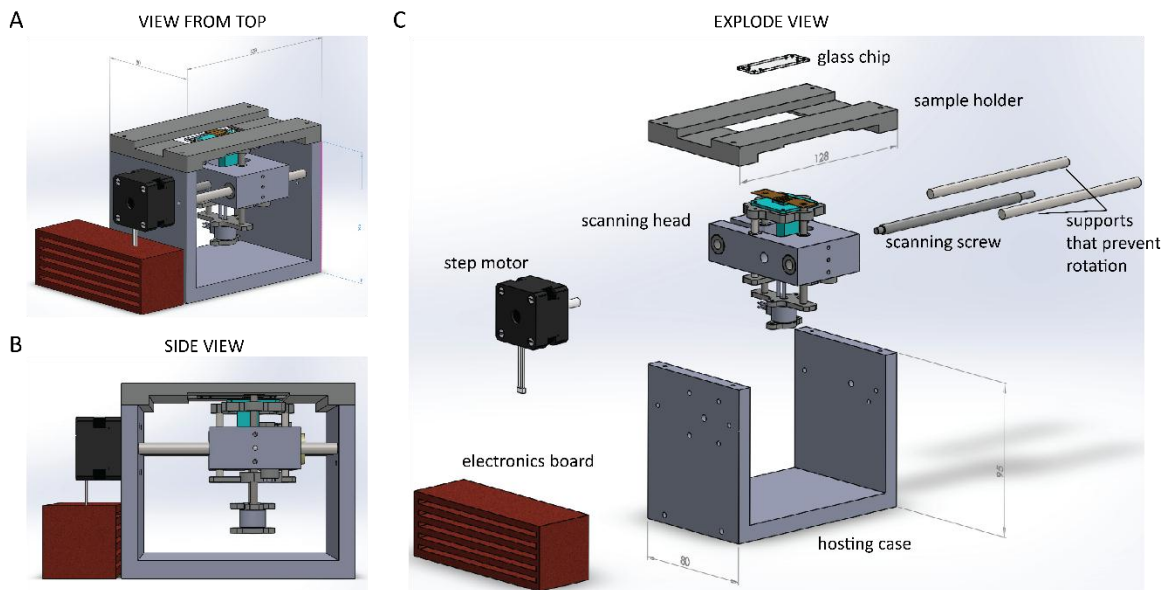 A
VIEW FROM TOP
B
SIDE VIEW
C
EXPLODE VIEW
glass chip
sample holder
128
scanning head
scanning screw
supports
that prevent
rotation
step motor
electronics board
95
80
hosting case